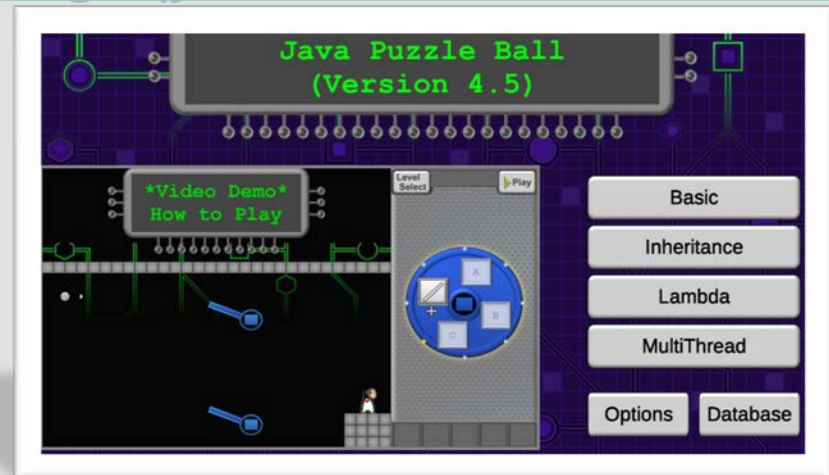 Java Puzzle Ball
(Version 4.5)
*Video Demo*
How to Play
Level
Select
Play
A
B
C
Basic
Inheritance
Lambda
MultiThread
Options
Database